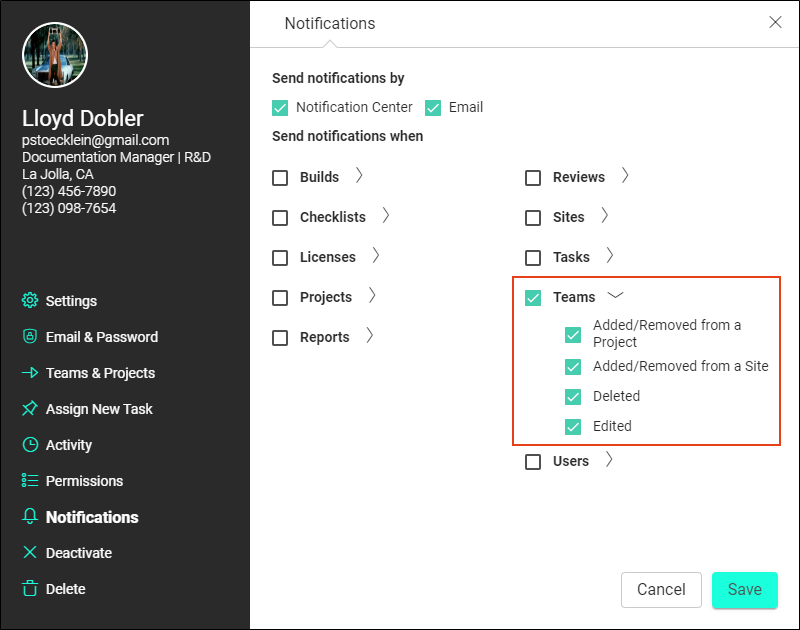 Lloyd Dobler
pstoecklein@gmail.com
Documentation Manager | R&D
La Jolla, CA
(123) 456-7890
(123) 098-7654
Settings
Email & Password
Teams & Projects
Assign New Task
Activity
Permissions
Notifications
Deactivate
Delete
Notifications
Send notifications by
Notification Center
Email
Send notifications when
Builds
Checklists
Licenses
Projects
Reports
Reviews
Sites
Tasks
Teams
Added/Removed from a
Project
Added/Removed from a Site
Deleted
Edited
Users
Cancel
Save